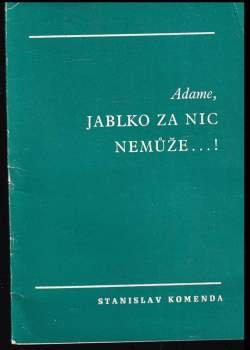 Adame,
JABLKO ZA NIC
NEMŮŽE...!
STANISLAV KOMENDA